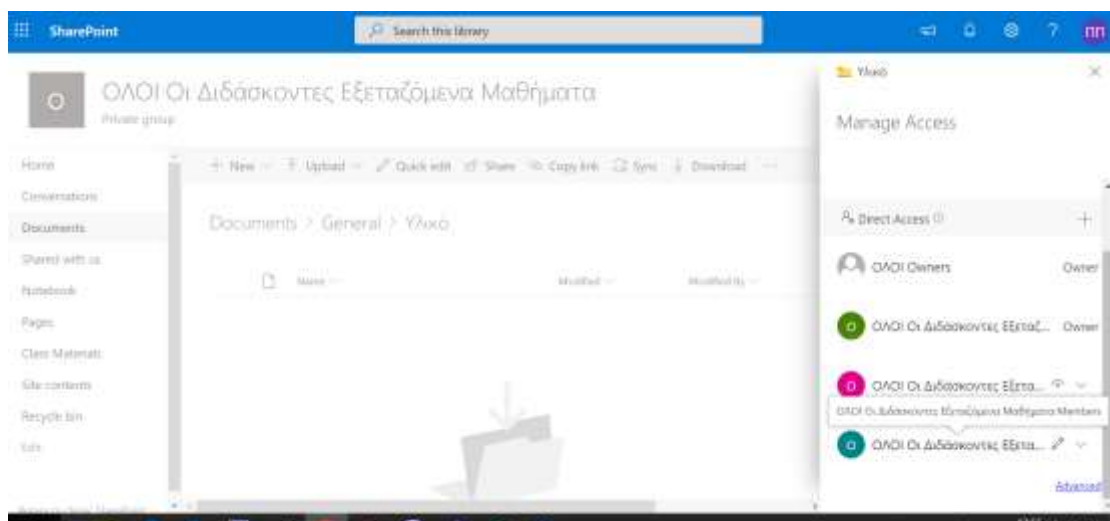 SharePoint
Search this library
ΠΠ
Ο
ΟΛΟΙ Οι Διδάσκοντες Εξεταζόμενα Μαθήματα
Private group
Home
Conversations
Documents
Shared with us
Notebook
Pages
Class Materials
Site contents
Recycle bin
Edit
New
Upload
Quick edit
Share
Copy link
Sync
Download
Documents > General > Υλικό
Name
Modified
Modified By
Υλικό
Manage Access
Direct Access
ΟΛΟΙ Owners
Owner
Ο
ΟΛΟΙ Οι Διδάσκοντες Εξεταζ...
Owner
Ο
ΟΛΟΙ Οι Διδάσκοντες Εξετα...
ΟΛΟΙ Οι Διδάσκοντες Εξεταζόμενα Μαθήματα Members
Ο
ΟΛΟΙ Οι Διδάσκοντες Εξετα...
Advanced